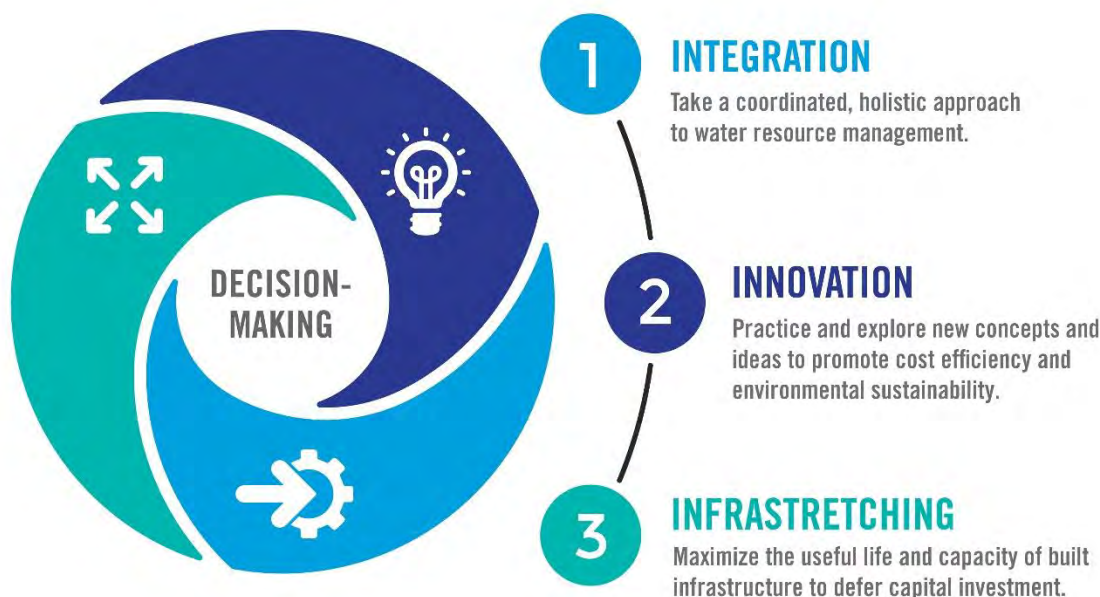 DECISION-
MAKING
1
INTEGRATION
Take a coordinated, holistic approach
to water resource management.
2
INNOVATION
Practice and explore new concepts and
ideas to promote cost efficiency and
environmental sustainability.
3
INFRASTRETCHING
Maximize the useful life and capacity of built
infrastructure to defer capital investment.